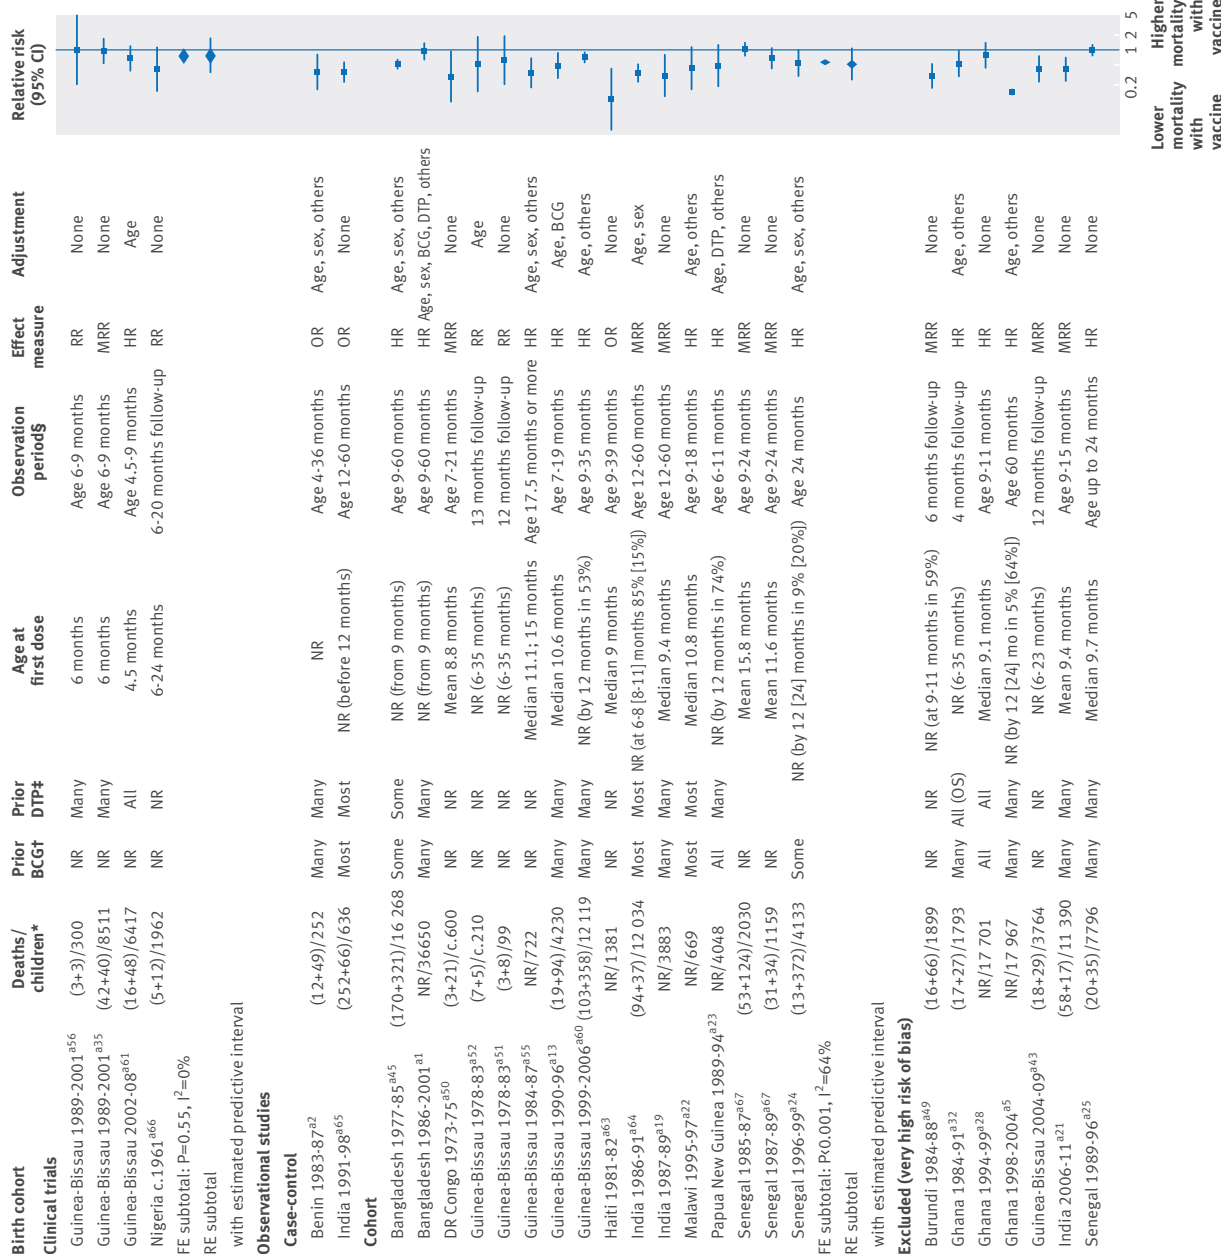 Birth cohort Deaths/ children* Prior BCG† Prior DTP‡ Age at first dose Observation period§ Effect measure Adjustment Relative risk (95% CI)
Clinical trials
Guinea-Bissau 1989-2001a56 (3+3)/300 NR Many 6 months Age 6-9 months RR None
Guinea-Bissau 1989-2001a35 (42+40)/8511 NR Many 6 months Age 6-9 months MRR None
Guinea-Bissau 2002-08a61 (16+48)/6417 NR All 4.5 months Age 4.5-9 months HR Age
Nigeria c.1961a66 (5+12)/1962 NR NR 6-24 months 6-20 months follow-up RR None
FE subtotal: P=0.55, I2=0%
RE subtotal
with estimated predictive interval
Observational studies
Case-control
Benin 1983-87a2 (12+49)/252 Many Many NR Age 4-36 months OR Age, sex, others
India 1991-98a65 (252+66)/636 Most Most NR (before 12 months) Age 12-60 months OR None
Cohort
Bangladesh 1977-85a45 (170+321)/16 268 Some Some NR (from 9 months) Age 9-60 months HR Age, sex, others
Bangladesh 1986-2001a1 NR/36650 Many Many NR (from 9 months) Age 9-60 months HR Age, sex, BCG, DTP, others
DR Congo 1973-75a50 (3+21)/c.600 NR NR Mean 8.8 months Age 7-21 months MRR None
Guinea-Bissau 1978-83a52 (7+5)/c.210 NR NR NR (6-35 months) 13 months follow-up RR Age
Guinea-Bissau 1978-83a51 (3+8)/99 NR NR NR (6-35 months) 12 months follow-up RR None
Guinea-Bissau 1984-87a55 NR/722 NR NR Median 11.1; 15 months Age 17.5 months or more HR Age, sex, others
Guinea-Bissau 1990-96a13 (19+94)/4230 Many Many Median 10.6 months Age 7-19 months HR Age, BCG
Guinea-Bissau 1999-2006a60 (103+358)/12 119 Many Many NR (by 12 months in 53%) Age 9-35 months HR Age, others
Haiti 1981-82a63 NR/1381 NR NR Median 9 months Age 9-39 months OR None
India 1986-91a64 (94+37)/12 034 Most Most NR (at 6-8 [8-11] months 85% [15%]) Age 12-60 months MRR Age, sex
India 1987-89a19 NR/3883 Many Many Median 9.4 months Age 12-60 months MRR None
Malawi 1995-97a22 NR/669 Most Most Median 10.8 months Age 9-18 months HR Age, others
Papua New Guinea 1989-94a23 NR/4048 All Many NR (by 12 months in 74%) Age 6-11 months HR Age, DTP, others
Senegal 1985-87a67 (53+124)/2030 NR Mean 15.8 months Age 9-24 months MRR None
Senegal 1987-89a67 (31+34)/1159 NR Mean 11.6 months Age 9-24 months MRR None
Senegal 1996-99a24 (13+372)/4133 Some NR (by 12 [24] months in 9% [20%]) Age 24 months HR Age, sex, others
FE subtotal: P<0.001, I2=64%
RE subtotal
with estimated predictive interval
Excluded (very high risk of bias)
Burundi 1984-88a49 (16+66)/1899 NR NR NR (at 9-11 months in 59%) 6 months follow-up MRR None
Ghana 1984-91a32 (17+27)/1793 Many All (OS) NR (6-35 months) 4 months follow-up HR Age, others
Ghana 1994-99a28 NR/17 701 All All Median 9.1 months Age 9-11 months HR None
Ghana 1998-2004a5 NR/17 967 Many Many NR (by 12 [24] mo in 5% [64%]) Age 60 months HR Age, others
Guinea-Bissau 2004-09a43 (18+29)/3764 NR NR NR (6-23 months) 12 months follow-up MRR None
India 2006-11a21 (58+17)/11 390 Many Many Mean 9.4 months Age 9-15 months MRR None
Senegal 1989-96a25 (20+35)/7796 Many Many Median 9.7 months Age up to 24 months HR None
0.2 1 2 5
Lower mortality with vaccine
Higher mortality with vaccine